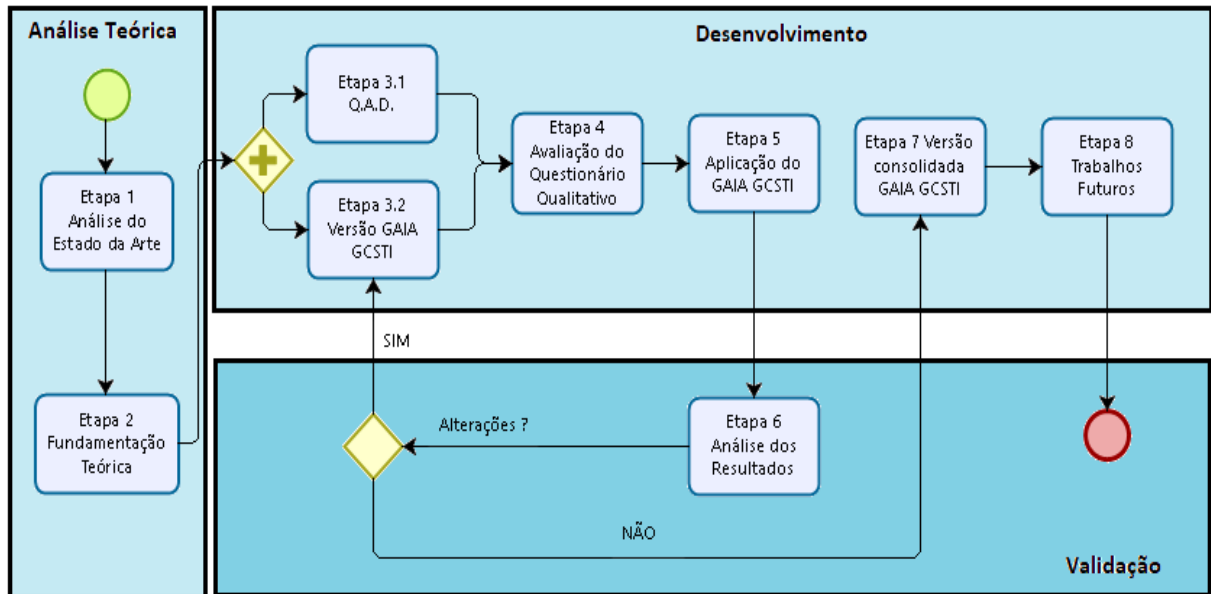 Análise Teórica
Etapa 1
Análise do
Estado da Arte
Etapa 2
Fundamentação
Teórica
Desenvolvimento
Etapa 3.1
Q.A.D.
Etapa 3.2
Versão GAIA
GCSTI
Etapa 4
Avaliação do
Questionário
Qualitativo
Etapa 5
Aplicação do
GAIA GCSTI
Etapa 7 Versão
consolidada
GAIA GCSTI
Etapa 8
Trabalhos
Futuros
SIM
Alterações ?
Etapa 6
Análise dos
Resultados
NÃO
Validação